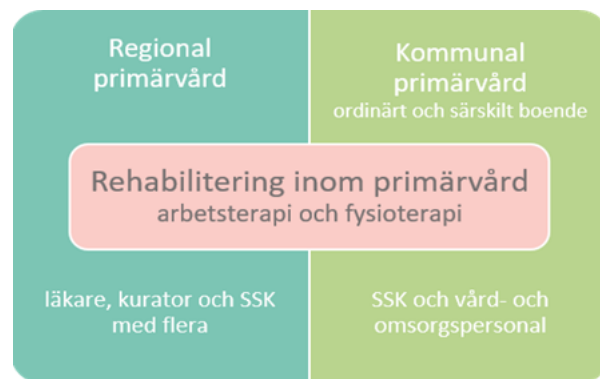 Regional
primärvård
Kommunal
primärvård
ordinärt och särskilt boende
Rehabilitering inom primärvård
arbetsterapi och fysioterapi
läkare, kurator och SSK
med flera
SSK och vård- och
omsorgspersonal